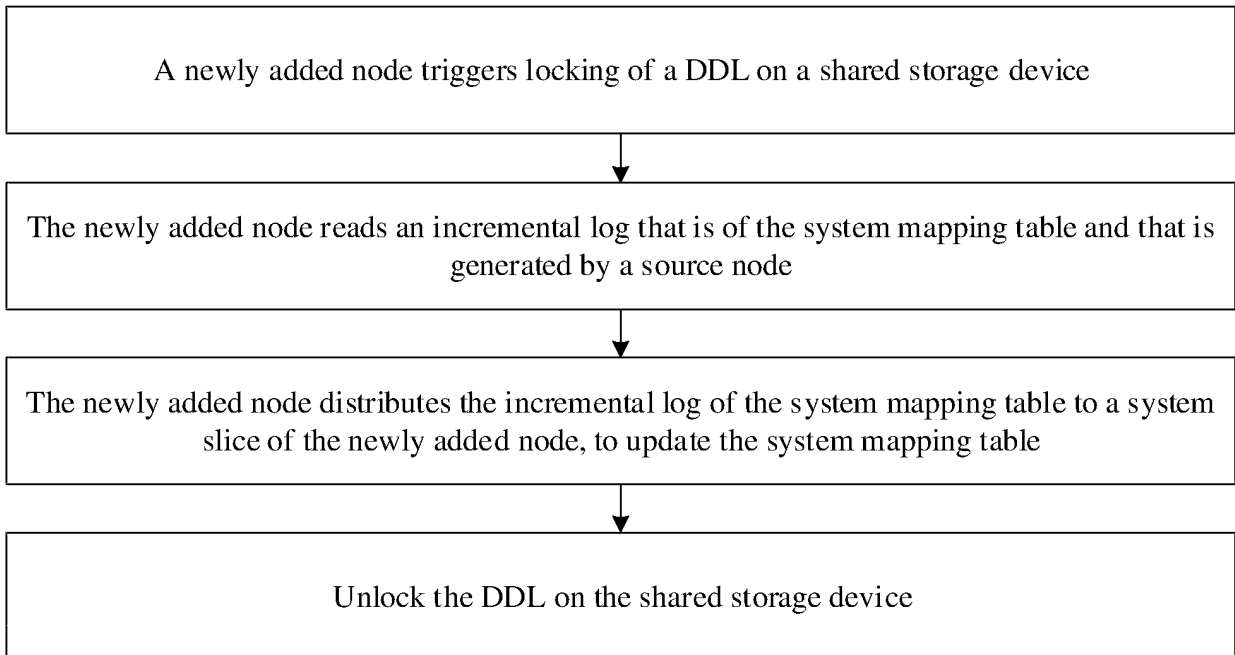 A newly added node triggers locking of a DDL on a shared storage device
The newly added node reads an incremental log that is of the system mapping table and that is
generated by a source node
The newly added node distributes the incremental log of the system mapping table to a system
slice of the newly added node, to update the system mapping table
Unlock the DDL on the shared storage device